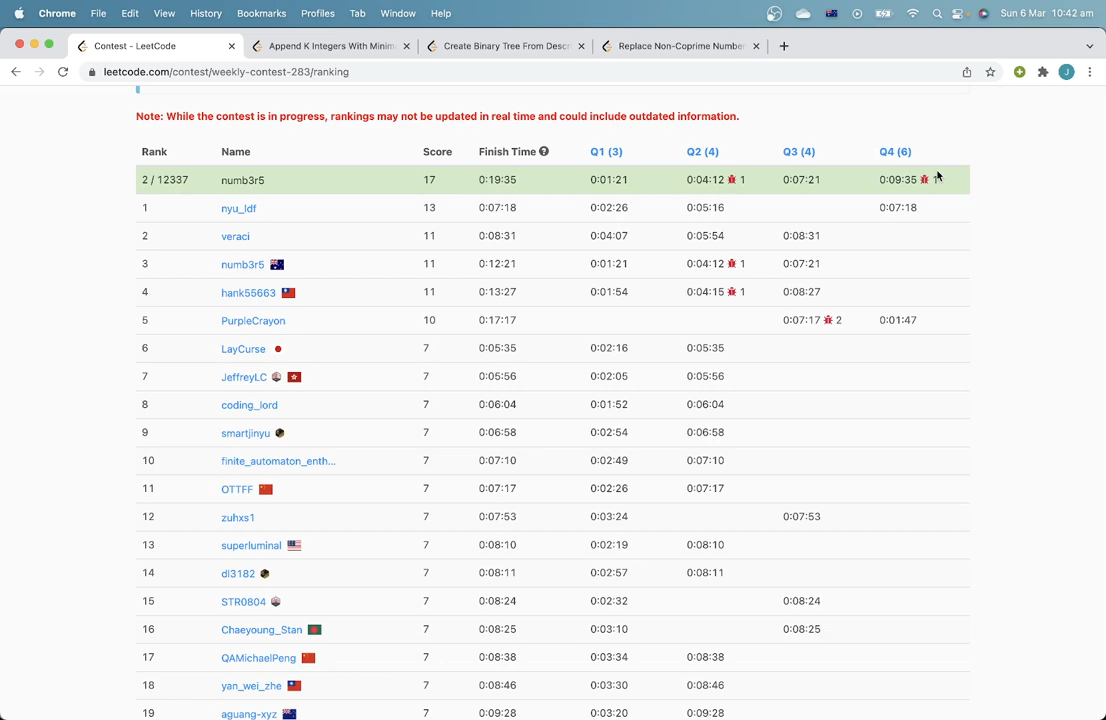 Chrome File Edit View History Bookmarks Profiles Tab Window Help Sun 6 Mar 10:42 am
Contest - LeetCode Append K Integers With Minim Create Binary Tree From Descr Replace Non-Coprime Number
leetcode.com/contest/weekly-contest-283/ranking J
Note: While the contest is in progress, rankings may not be updated in real time and could include outdated information.
Rank Name Score Finish Time ? Q1 (3) Q2 (4) Q3 (4) Q4 (6)
2 / 12337 numb3r5 17 0:19:35 0:01:21 0:04:12 1 0:07:21 0:09:35 1
1 nyu_ldf 13 0:07:18 0:02:26 0:05:16 0:07:18
2 veraci 11 0:08:31 0:04:07 0:05:54 0:08:31
3 numb3r5 11 0:12:21 0:01:21 0:04:12 1 0:07:21
4 hank55663 11 0:13:27 0:01:54 0:04:15 1 0:08:27
5 PurpleCrayon 10 0:17:17 0:07:17 2 0:01:47
6 LayCurse 7 0:05:35 0:02:16 0:05:35
7 JeffreyLC 7 0:05:56 0:02:05 0:05:56
8 coding_lord 7 0:06:04 0:01:52 0:06:04
9 smartjinyu 7 0:06:58 0:02:54 0:06:58
10 finite_automaton_enth... 7 0:07:10 0:02:49 0:07:10
11 OTTFF 7 0:07:17 0:02:26 0:07:17
12 zuhxs1 7 0:07:53 0:03:24 0:07:53
13 superluminal 7 0:08:10 0:02:19 0:08:10
14 dl3182 7 0:08:11 0:02:57 0:08:11
15 STR0804 7 0:08:24 0:02:32 0:08:24
16 Chaeyoung_Stan 7 0:08:25 0:03:10 0:08:25
17 QAMichaelPeng 7 0:08:38 0:03:34 0:08:38
18 yan_wei_zhe 7 0:08:46 0:03:30 0:08:46
19 aguang-xyz 7 0:09:28 0:03:20 0:09:28